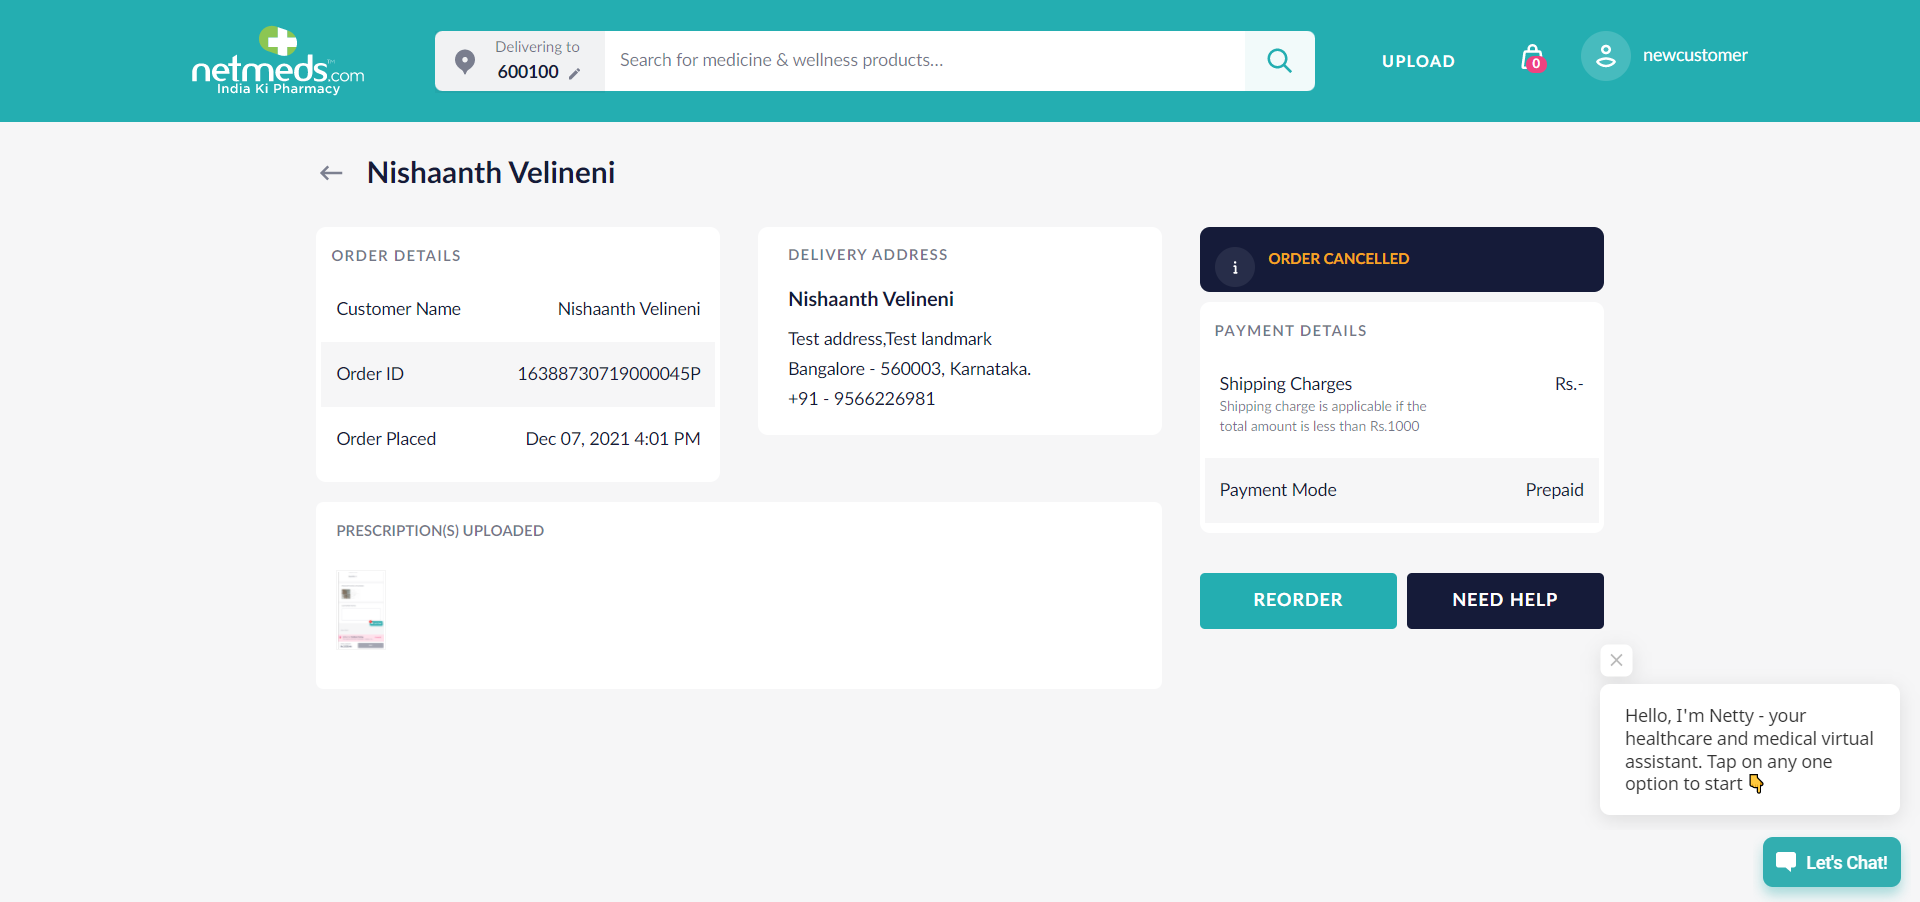 netmeds.com
India Ki Pharmacy
Delivering to
600100
Search for medicine & wellness products...
UPLOAD
0
newcustomer
Nishaanth Velineni
ORDER DETAILS
Customer Name Nishaanth Velineni
Order ID 16388730719000045P
Order Placed Dec 07, 2021 4:01 PM
DELIVERY ADDRESS
Nishaanth Velineni
Test address,Test landmark
Bangalore - 560003, Karnataka.
+91 - 9566226981
ORDER CANCELLED
PAYMENT DETAILS
Shipping Charges Rs.-
Shipping charge is applicable if the
total amount is less than Rs.1000
Payment Mode Prepaid
PRESCRIPTION(S) UPLOADED
REORDER
NEED HELP
Hello, I'm Netty - your
healthcare and medical virtual
assistant. Tap on any one
option to start 👇
Let's Chat!